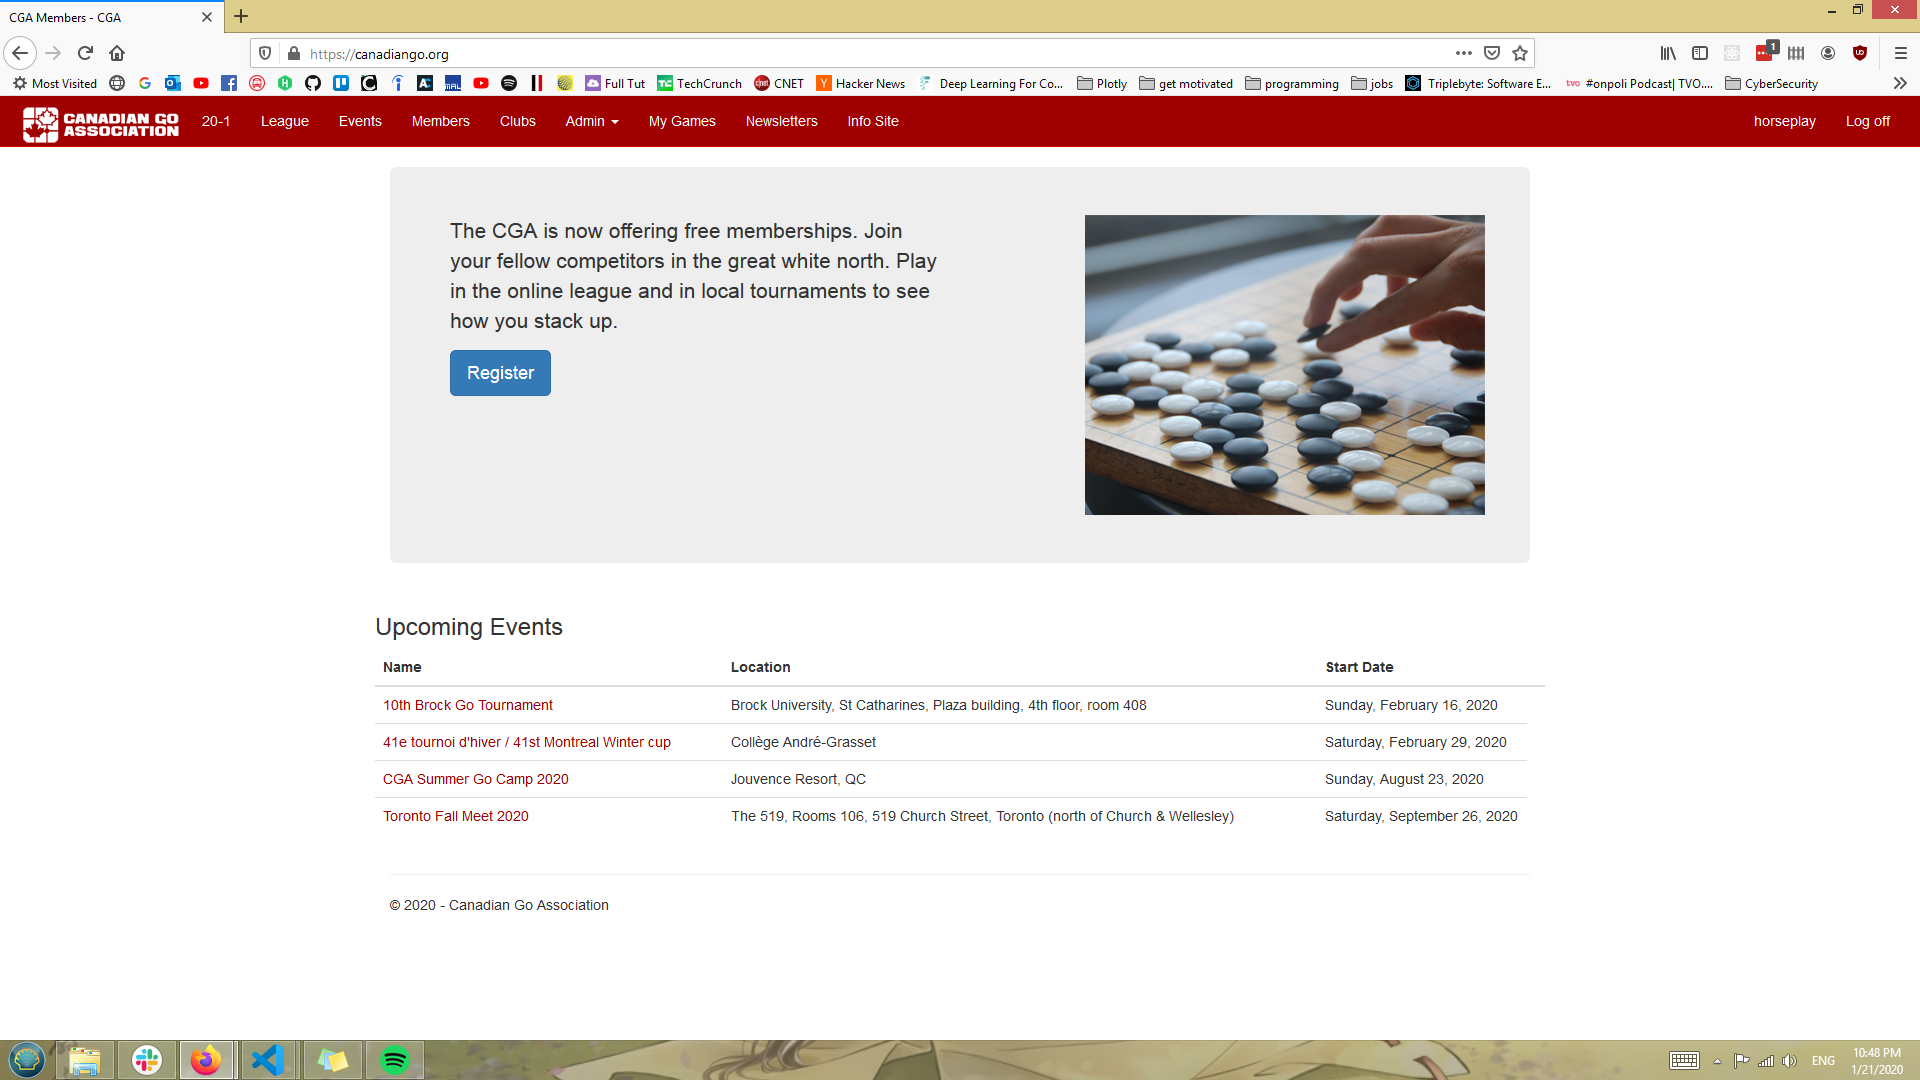 CGA Members - CGA
https://canadiango.org
1
Most Visited
Full Tut
TechCrunch
CNET
Hacker News
Deep Learning For Co...
Plotly
get motivated
programming
jobs
Triplebyte: Software E...
tvo #onpoli Podcast| TVO....
CyberSecurity
CANADIAN GO
ASSOCIATION
20-1 League Events Members Clubs Admin My Games Newsletters Info Site horseplay Log off
The CGA is now offering free memberships. Join
your fellow competitors in the great white north. Play
in the online league and in local tournaments to see
how you stack up.
Register
Upcoming Events
Name Location Start Date
10th Brock Go Tournament Brock University, St Catharines, Plaza building, 4th floor, room 408 Sunday, February 16, 2020
41e tournoi d'hiver / 41st Montreal Winter cup Collège André-Grasset Saturday, February 29, 2020
CGA Summer Go Camp 2020 Jouvence Resort, QC Sunday, August 23, 2020
Toronto Fall Meet 2020 The 519, Rooms 106, 519 Church Street, Toronto (north of Church & Wellesley) Saturday, September 26, 2020
© 2020 - Canadian Go Association
ENG
10:48 PM
1/21/2020